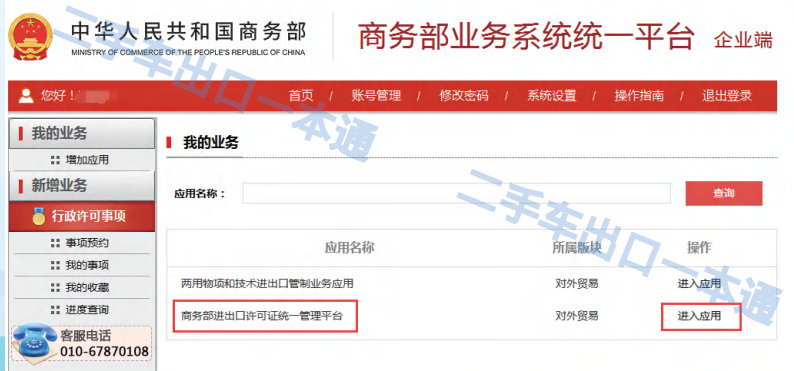 中华人民共和国商务部
MINISTRY OF COMMERCE OF THE PEOPLE'S REPUBLIC OF CHINA
商务部业务系统统一平台 企业端
您好！
首页 / 账号管理 / 修改密码 / 系统设置 / 操作指南 / 退出登录
我的业务
增加应用
新增业务
行政许可事项
事项预约
我的事项
我的收藏
进度查询
客服电话
010-67870108
我的业务
应用名称：
查询
应用名称 所属版块 操作
两用物项和技术进出口管制业务应用 对外贸易 进入应用
商务部进出口许可证统一管理平台 对外贸易 进入应用
二手车出口一本通
二手车出口一本通